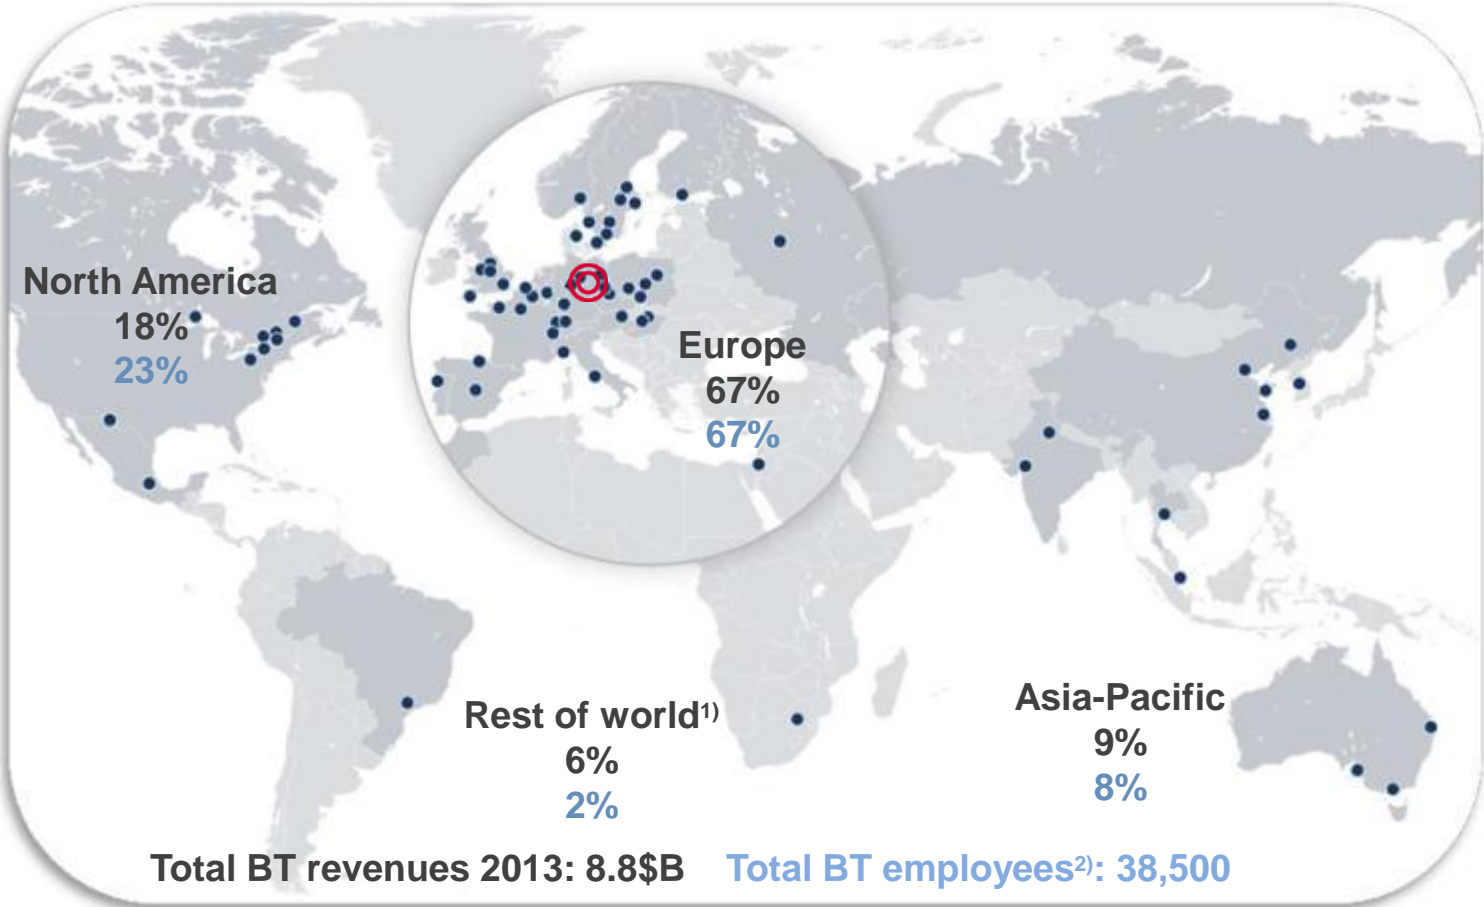 North America
18%
23%
Europe
67%
67%
Rest of world1)
6%
2%
Asia-Pacific
9%
8%
Total BT revenues 2013: 8.8$B
Total BT employees2): 38,500